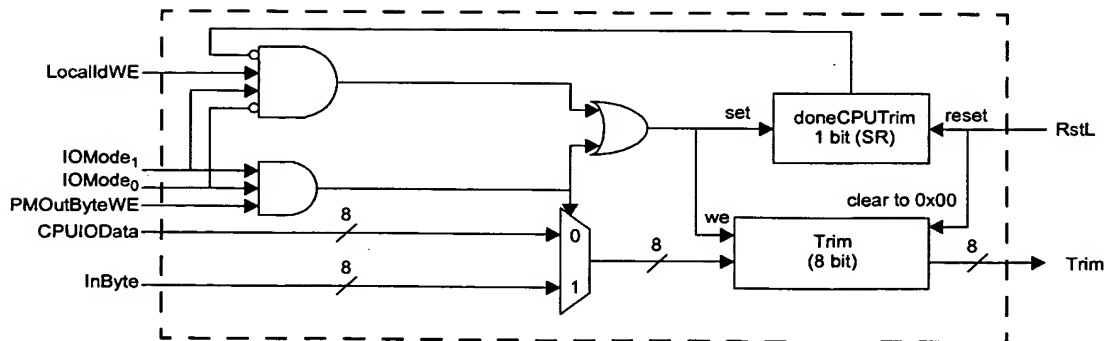 LocalIdWE
IOMode1
IOMode0
PMOutByteWE
CPUIOData
InByte
8
8
0
1
8
set
we
doneCPUTrim
1 bit (SR)
reset
RstL
clear to 0x00
Trim
(8 bit)
8
Trim